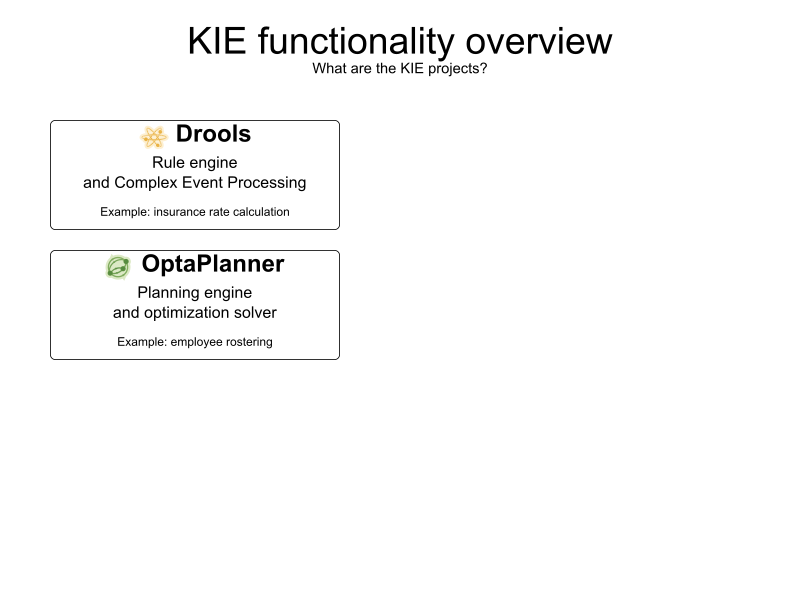 KIE functionality overview
What are the KIE projects?
Drools
Rule engine
and Complex Event Processing
Example: insurance rate calculation
OptaPlanner
Planning engine
and optimization solver
Example: employee rostering